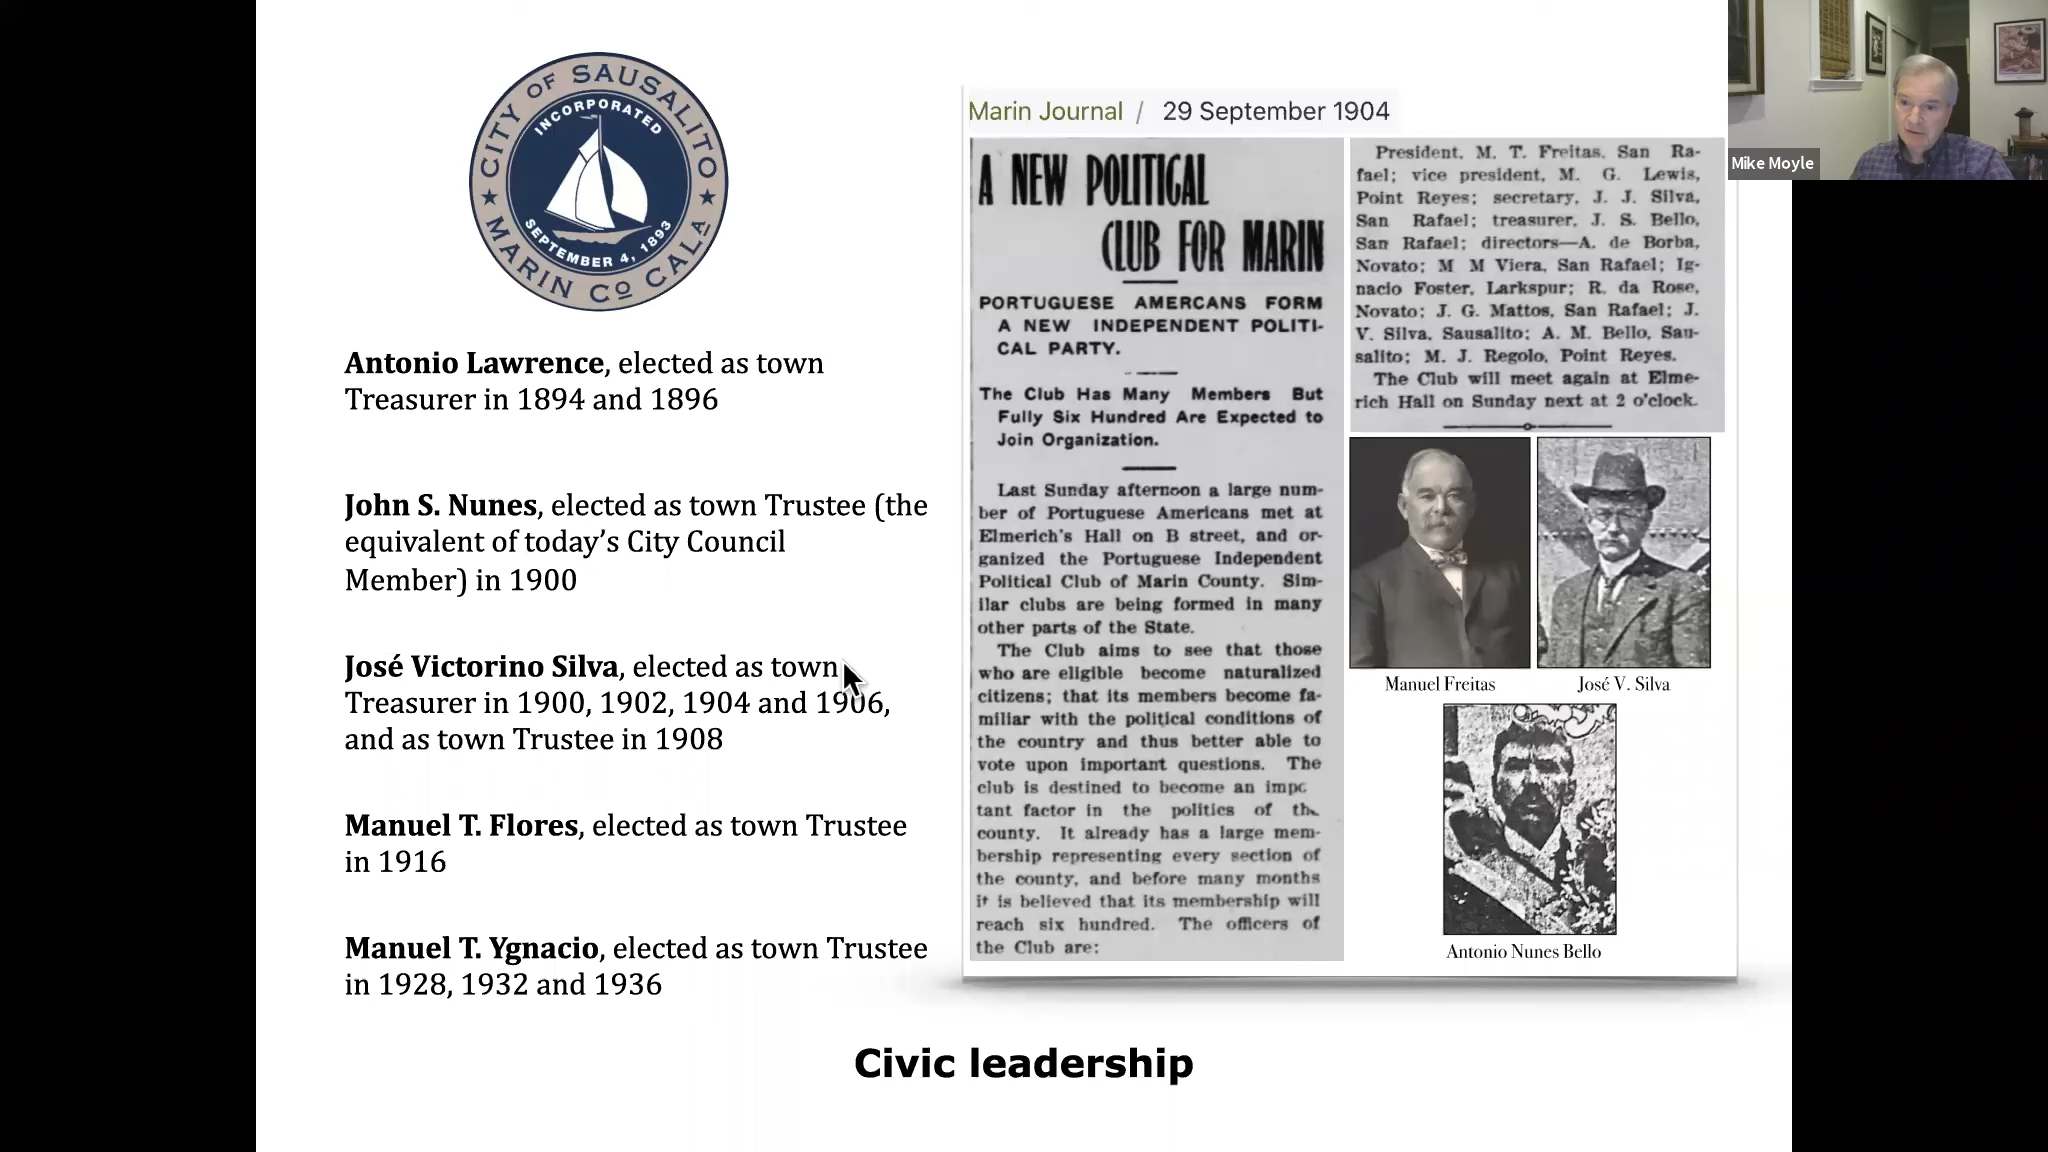 CITY OF SAUSALITO
INCORPORATED
SEPTEMBER 4, 1893
★ MARIN Cº CALA ★
Antonio Lawrence, elected as town
Treasurer in 1894 and 1896
John S. Nunes, elected as town Trustee (the
equivalent of today’s City Council
Member) in 1900
José Victorino Silva, elected as town
Treasurer in 1900, 1902, 1904 and 1906,
and as town Trustee in 1908
Manuel T. Flores, elected as town Trustee
in 1916
Manuel T. Ygnacio, elected as town Trustee
in 1928, 1932 and 1936
Marin Journal / 29 September 1904
A NEW POLITICAL
CLUB FOR MARIN
PORTUGUESE AMERCANS FORM
A NEW INDEPENDENT POLITI-
CAL PARTY.
The Club Has Many Members But
Fully Six Hundred Are Expected to
Join Organization.
Last Sunday afternoon a large num-
ber of Portuguese Americans met at
Elmerich's Hall on B street, and or-
ganized the Portuguese Independent
Political Club of Marin County. Sim-
ilar clubs are being formed in many
other parts of the State.
The Club aims to see that those
who are eligible become naturalized
citizens; that its members become fa-
miliar with the political conditions of
the country and thus better able to
vote upon important questions. The
club is destined to become an impo
tant factor in the politics of the
county. It already has a large mem-
bership representing every section of
the county, and before many months
it is believed that its membership will
reach six hundred. The officers of
the Club are:
President, M. T. Freitas, San Ra-
fael; vice president, M. G. Lewis,
Point Reyes; secretary, J. J. Silva,
San Rafael; treasurer, J. S. Bello,
San Rafael; directors—A. de Borba,
Novato; M M Viera, San Rafael; Ig-
nacio Foster, Larkspur; R. da Rose,
Novato; J. G. Mattos, San Rafael; J.
V. Silva, Sausalito; A. M. Bello, Sau-
salito; M. J. Regolo, Point Reyes.
The Club will meet again at Elme-
rich Hall on Sunday next at 2 o'clock.
Manuel Freitas
José V. Silva
Antonio Nunes Bello
Civic leadership
Mike Moyle